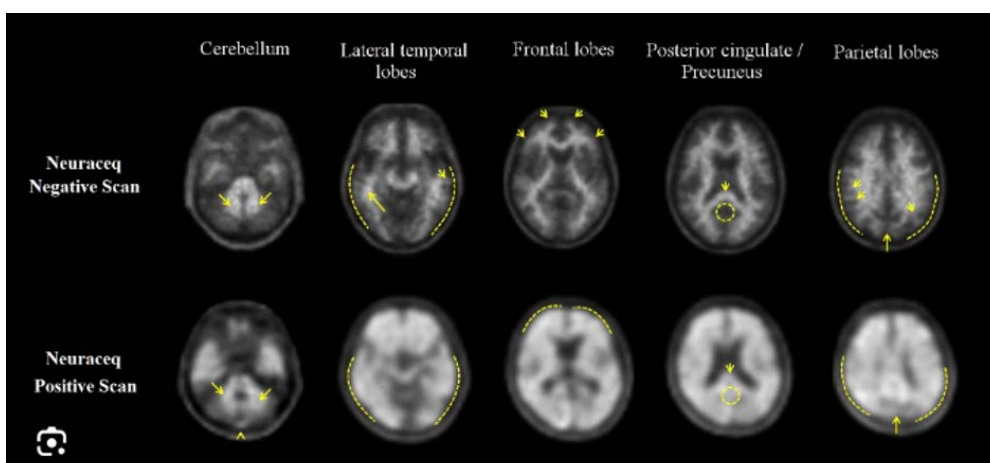 Cerebellum
Lateral temporal
lobes
Frontal lobes
Posterior cingulate /
Precuneus
Parietal lobes
Neuraceq
Negative Scan
Neuraceq
Positive Scan